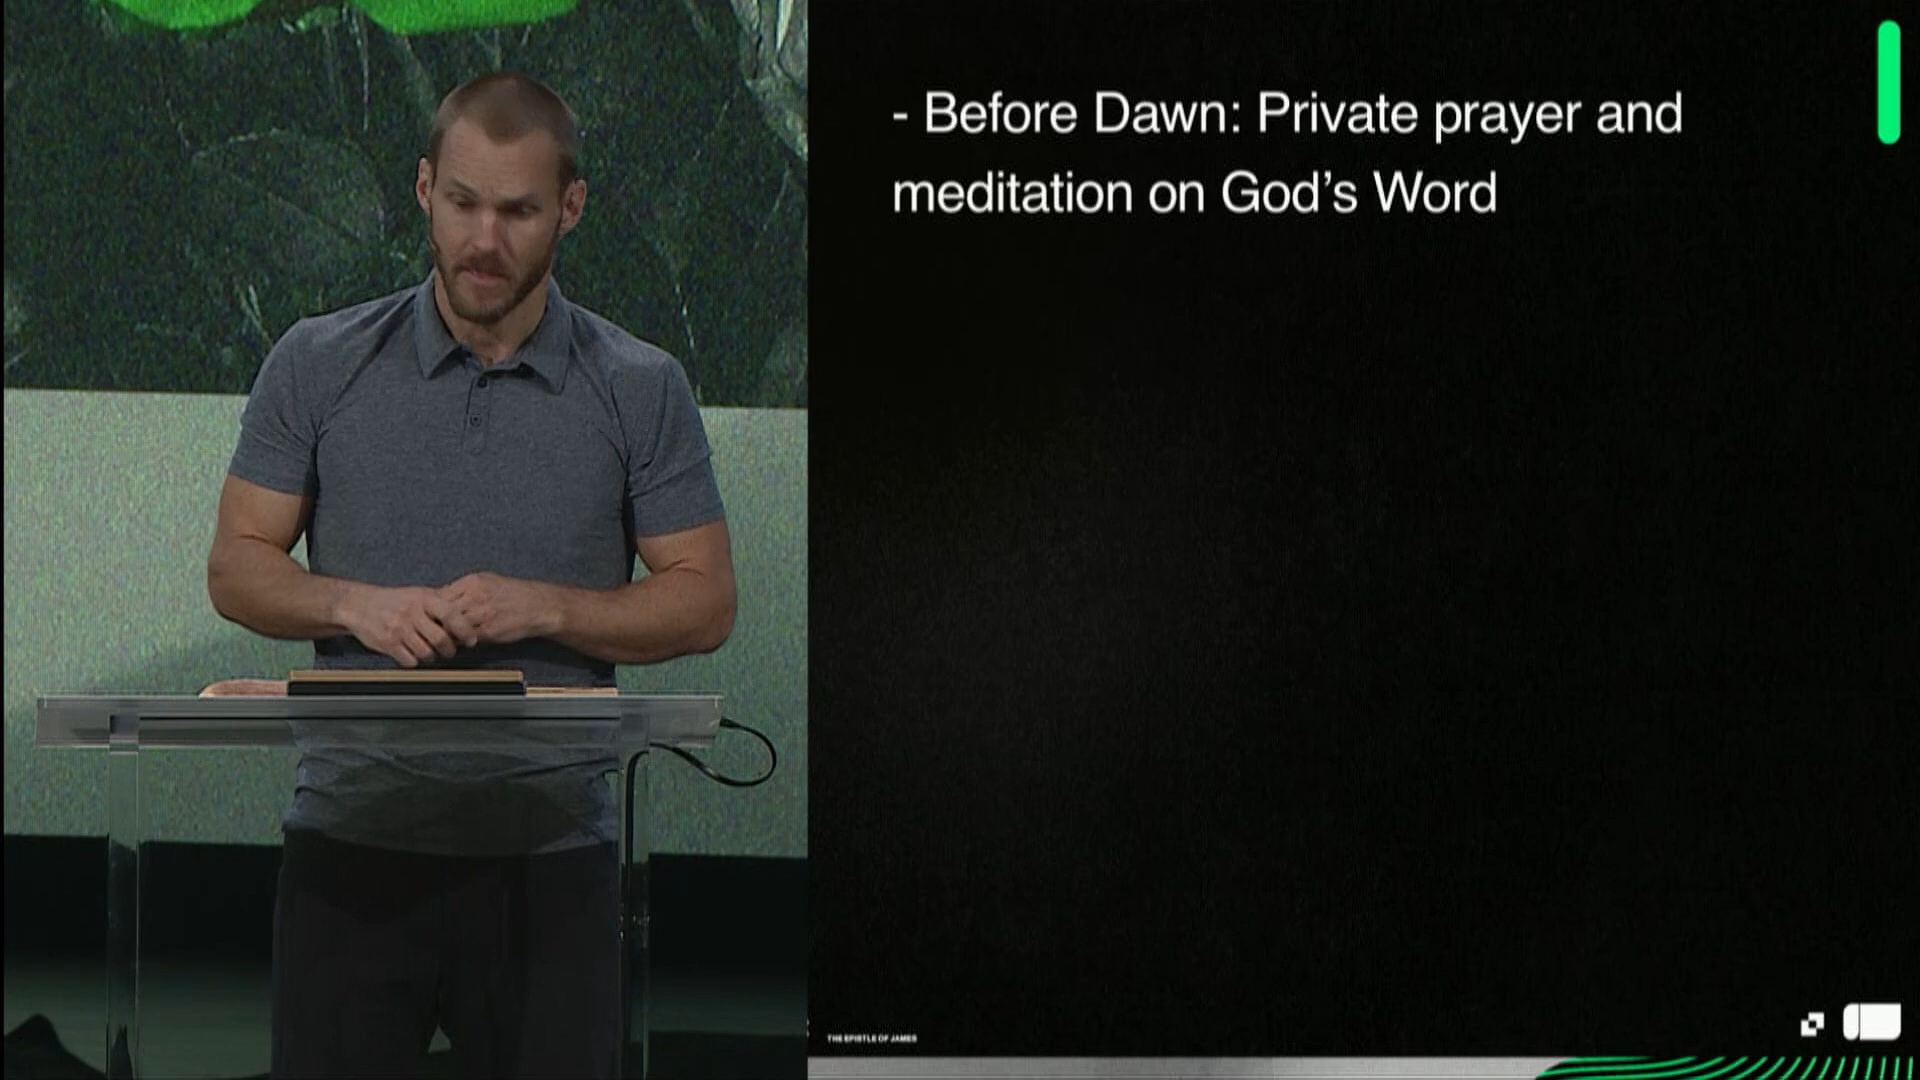 - Before Dawn: Private prayer and
meditation on God’s Word
THE EPISTLE OF JAMES